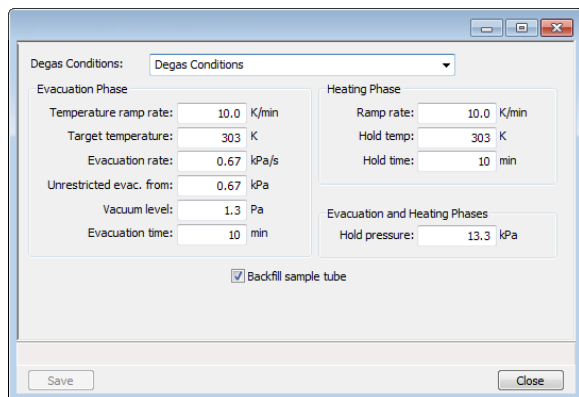 Degas Conditions: Degas Conditions
Evacuation Phase
Temperature ramp rate: 10.0 K/min
Target temperature: 303 K
Evacuation rate: 0.67 kPa/s
Unrestricted evac. from: 0.67 kPa
Vacuum level: 1.3 Pa
Evacuation time: 10 min
Heating Phase
Ramp rate: 10.0 K/min
Hold temp: 303 K
Hold time: 10 min
Evacuation and Heating Phases
Hold pressure: 13.3 kPa
Backfill sample tube
Save Close